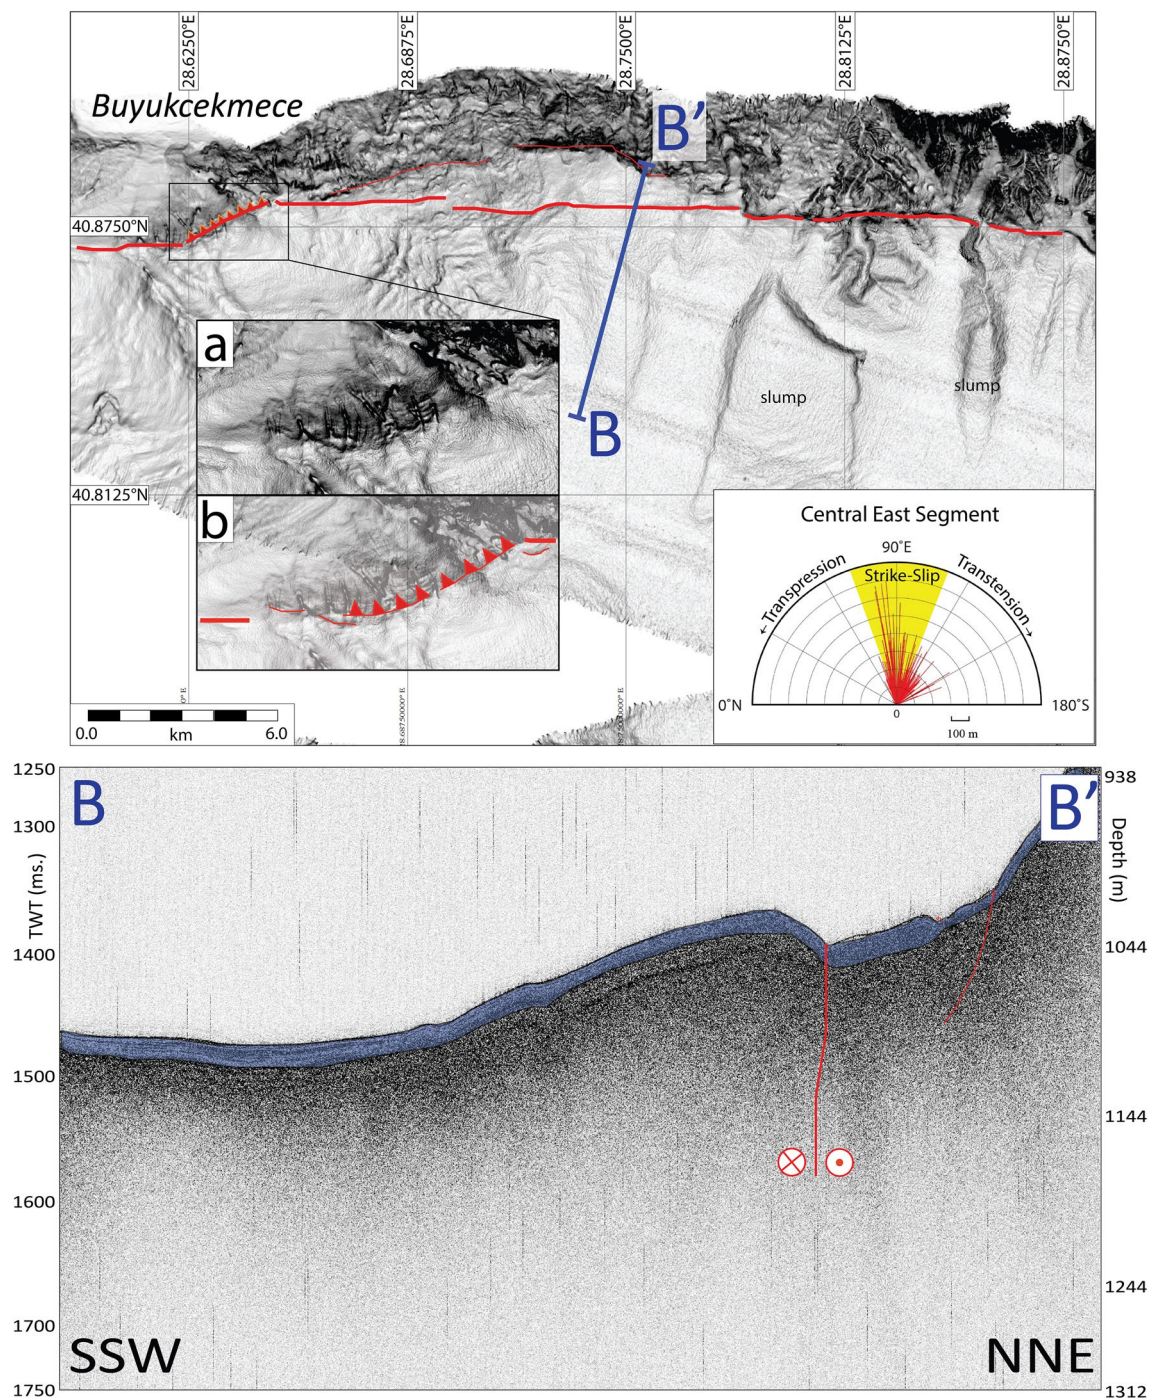 28.6250°E
28.6875°E
28.7500°E
28.8125°E
28.8750°E
Buyukcekmece
B'
40.8750°N
a
B
slump
slump
40.8125°N
b
Central East Segment
90°E
Strike-Slip
←Transpression
Transtension→
0°N
180°S
0
100 m
0° E
0.0
km
6.0
1250
B
B'
938
1300
TWT (ms.)
Depth (m)
1400
1044
1500
1144
1600
1244
1700
SSW
NNE
1750
1312